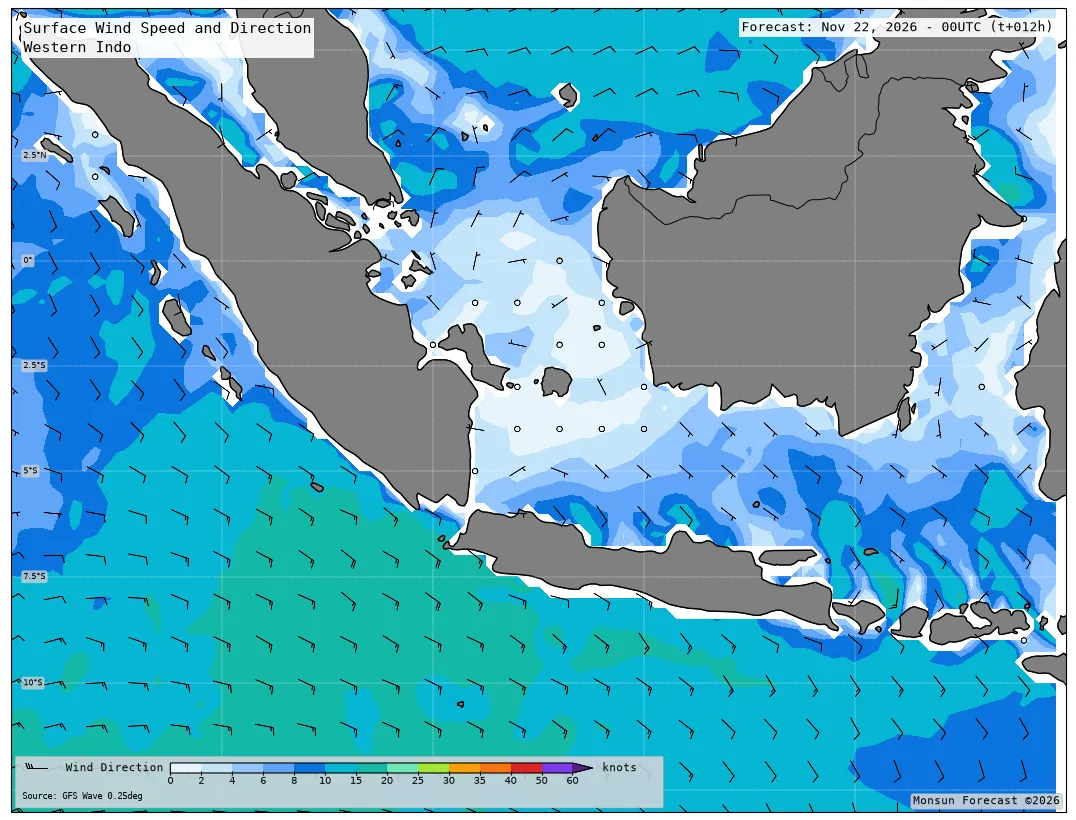 Surface Wind Speed and Direction
Western Indo
Forecast: Nov 22, 2026 - 00UTC (t+012h)
2.5°N
0°
2.5°S
5°S
7.5°S
10°S
Wind Direction
0 2 4 6 8 10 15 20 25 30 35 40 50 60
knots
Source: GFS Wave 0.25deg
Monsun Forecast ©2026